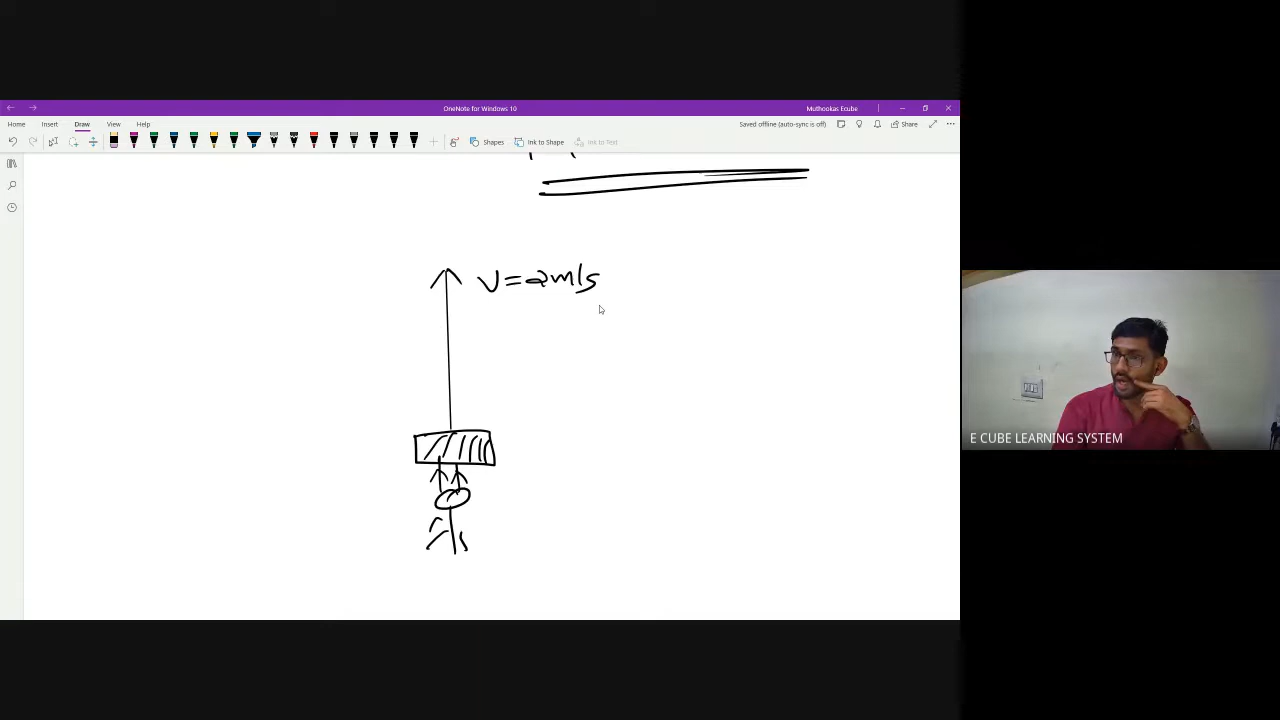 OneNote for Windows 10
Muthookas Ecube
Home Insert Draw View Help
Saved offline (auto-sync is off)
Share
Shapes
Ink to Shape
Ink to Text
V=2m/s
E CUBE LEARNING SYSTEM